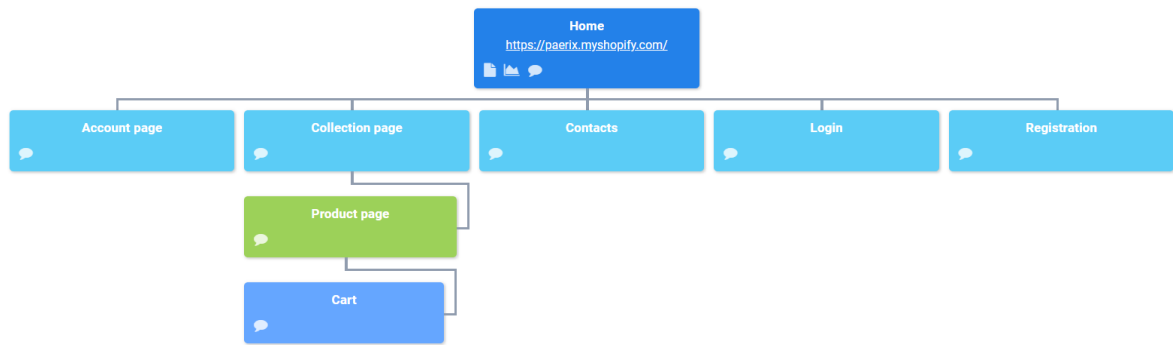 Home
https://paerix.myshopify.com/
Account page
Collection page
Contacts
Login
Registration
Product page
Cart